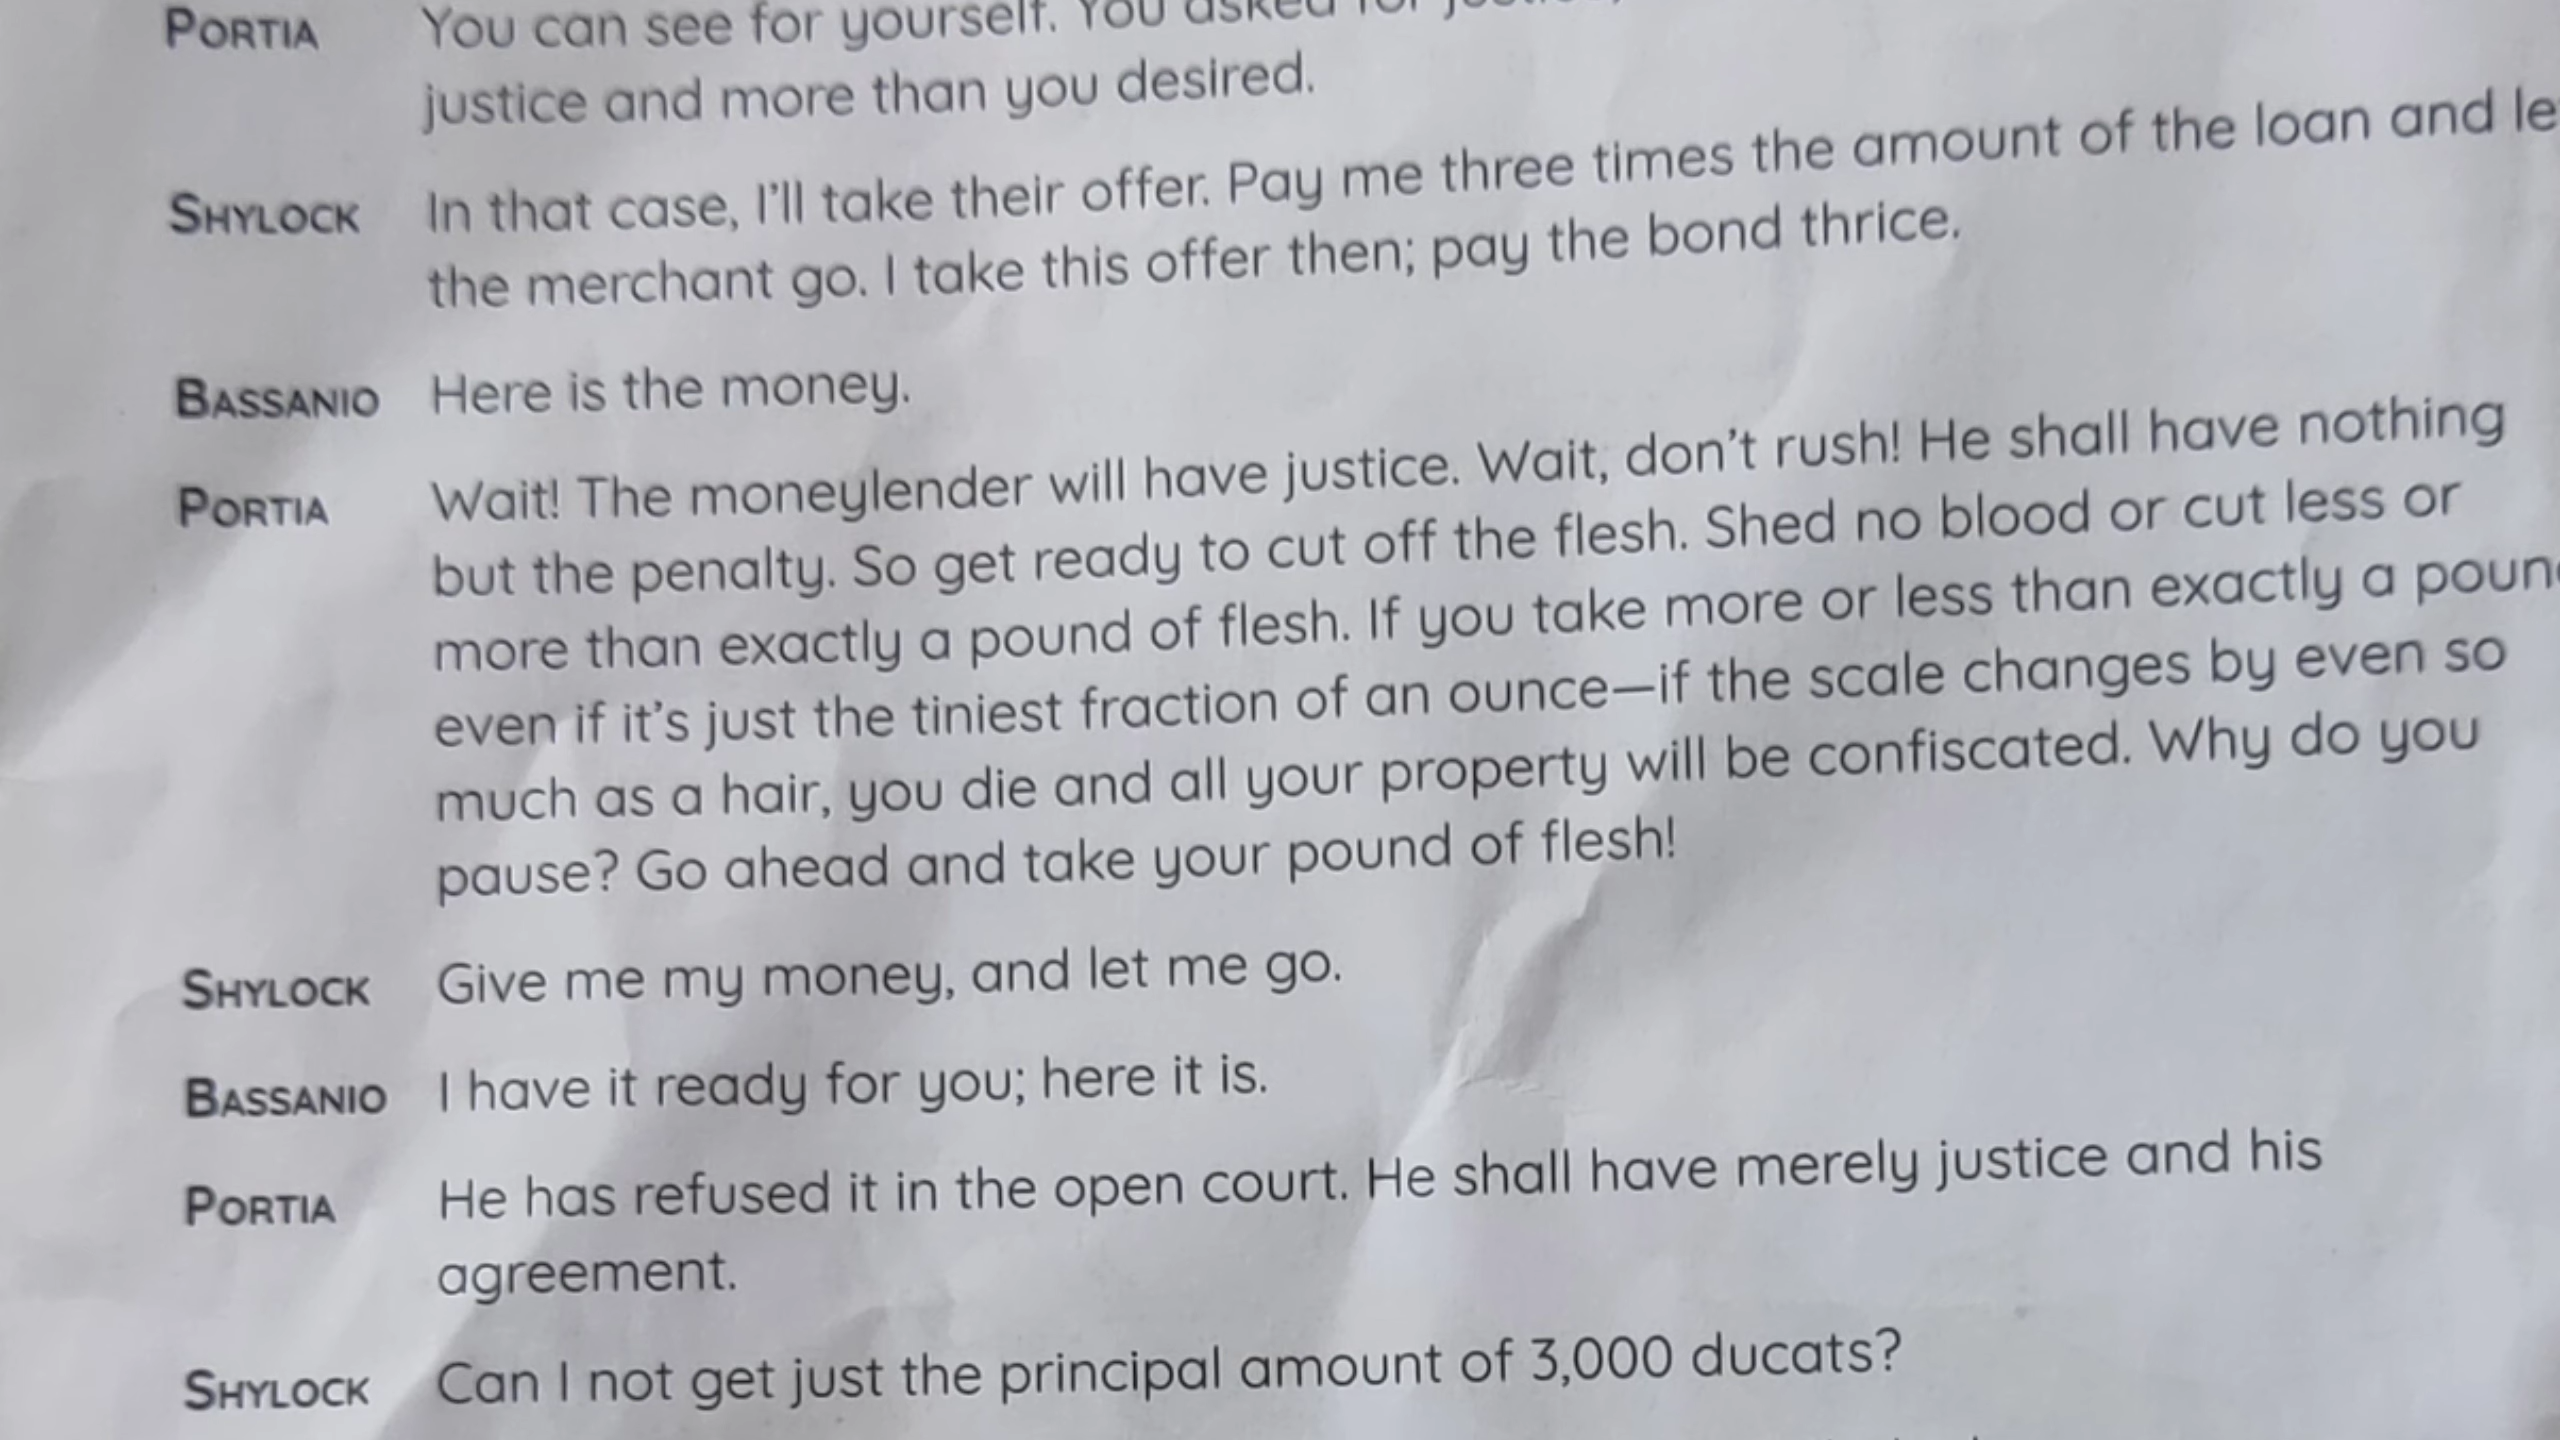 PORTIA You can see for yourself. You asked for
justice and more than you desired.
SHYLOCK In that case, I'll take their offer. Pay me three times the amount of the loan and
the merchant go. I take this offer then; pay the bond thrice.
BASSANIO Here is the money.
PORTIA Wait! The moneylender will have justice. Wait, don't rush! He shall have nothing
but the penalty. So get ready to cut off the flesh. Shed no blood or cut less or
more than exactly a pound of flesh. If you take more or less than exactly a
even if it's just the tiniest fraction of an ounce—if the scale changes by even so
much as a hair, you die and all your property will be confiscated. Why do you
pause? Go ahead and take your pound of flesh!
SHYLOCK Give me my money, and let me go.
BASSANIO I have it ready for you; here it is.
PORTIA He has refused it in the open court. He shall have merely justice and his
agreement.
SHYLOCK Can I not get just the principal amount of 3,000 ducats?